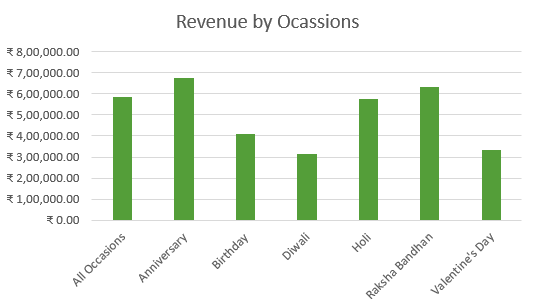 Revenue by Ocassions
₹ 8,00,000.00
₹ 7,00,000.00
₹ 6,00,000.00
₹ 5,00,000.00
₹ 4,00,000.00
₹ 3,00,000.00
₹ 2,00,000.00
₹ 1,00,000.00
₹ 0.00
All Occasions
Anniversary
Birthday
Diwali
Holi
Raksha Bandhan
Valentine's Day